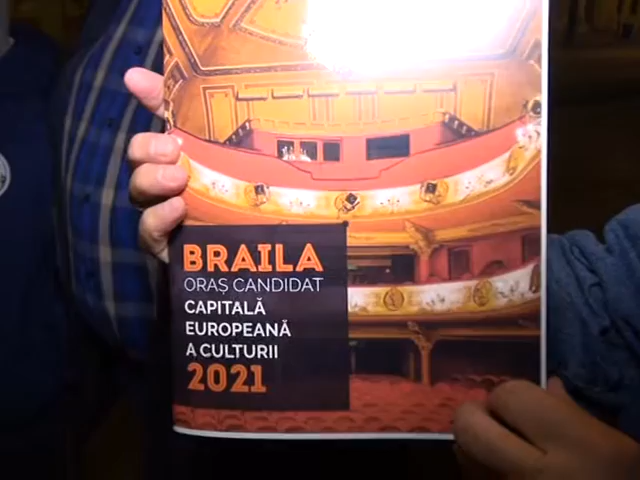 BRAILA
ORAȘ CANDIDAT
CAPITALĂ
EUROPEANĂ
A CULTURII
2021